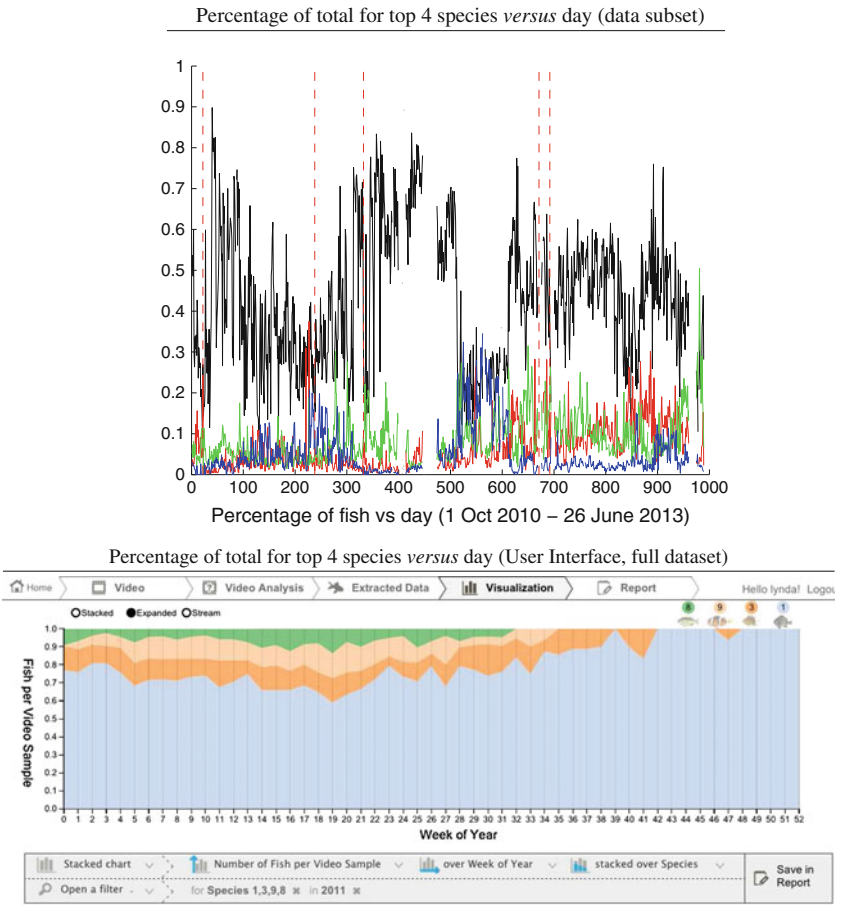 Percentage of total for top 4 species versus day (data subset)
1
0.9
0.8
0.7
0.6
0.5
0.4
0.3
0.2
0.1
0
0 100 200 300 400 500 600 700 800 900 1000
Percentage of fish vs day (1 Oct 2010 − 26 June 2013)
Percentage of total for top 4 species versus day (User Interface, full dataset)
Home Video Video Analysis Extracted Data Visualization Report Hello lynda! Logou
Stacked Expanded Stream
8 9 3 1
Fish per Video Sample
1.0
0.9
0.8
0.7
0.6
0.5
0.4
0.3
0.2
0.1
0.0
0 1 2 3 4 5 6 7 8 9 10 11 12 13 14 15 16 17 18 19 20 21 22 23 24 25 26 27 28 29 30 31 32 33 34 35 36 37 38 39 40 41 42 43 44 45 46 47 48 49 50 51 52
Week of Year
Stacked chart Number of Fish per Video Sample over Week of Year stacked over Species
Open a filter . for Species 1,3,9,8 × in 2011 ×
Save in
Report